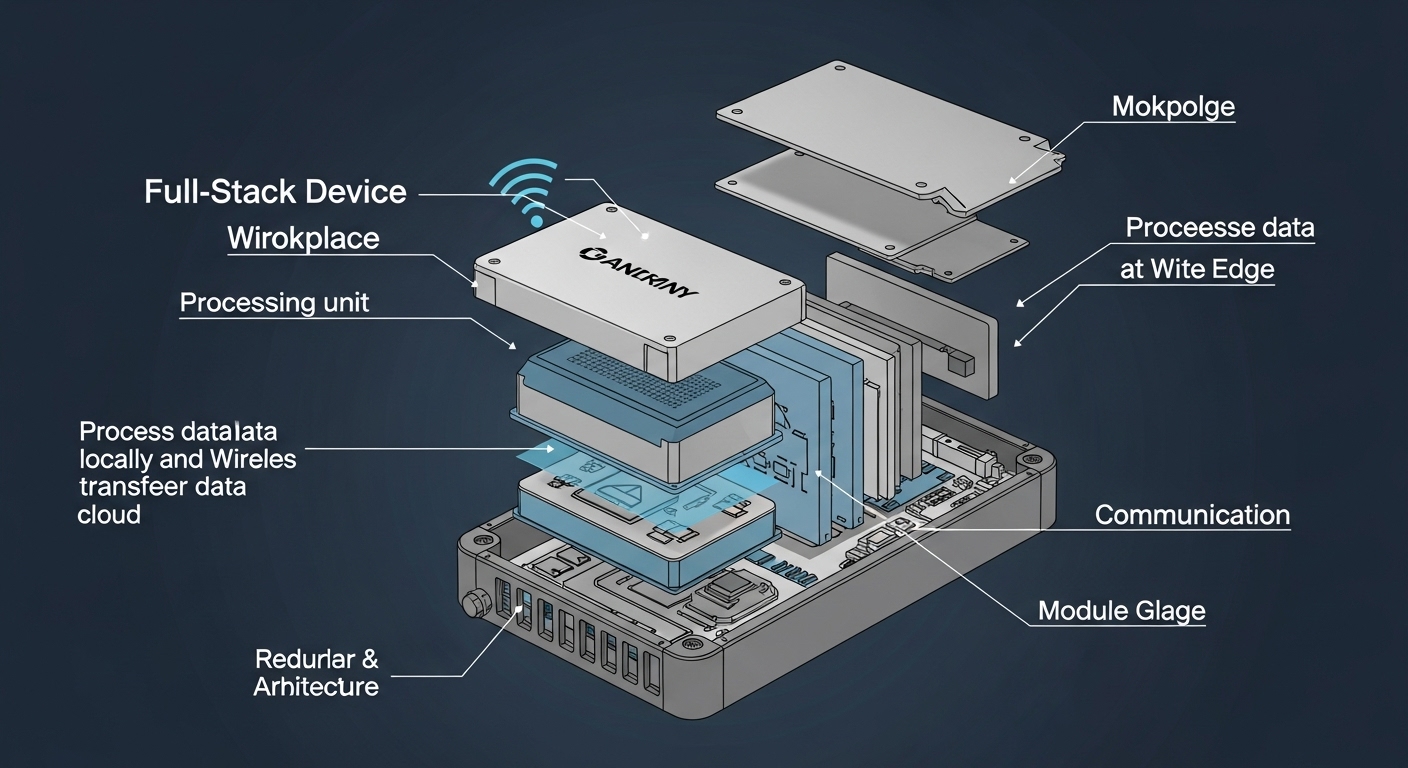 Mokpolge
Full-Stack Device
Wirokplace
Proceesse data
at Wite Edge
Processing unit
Process datalata
locally and Wireles
transfeer data
cloud
Communication
Module Glage
Redurlar &
Arhitecture